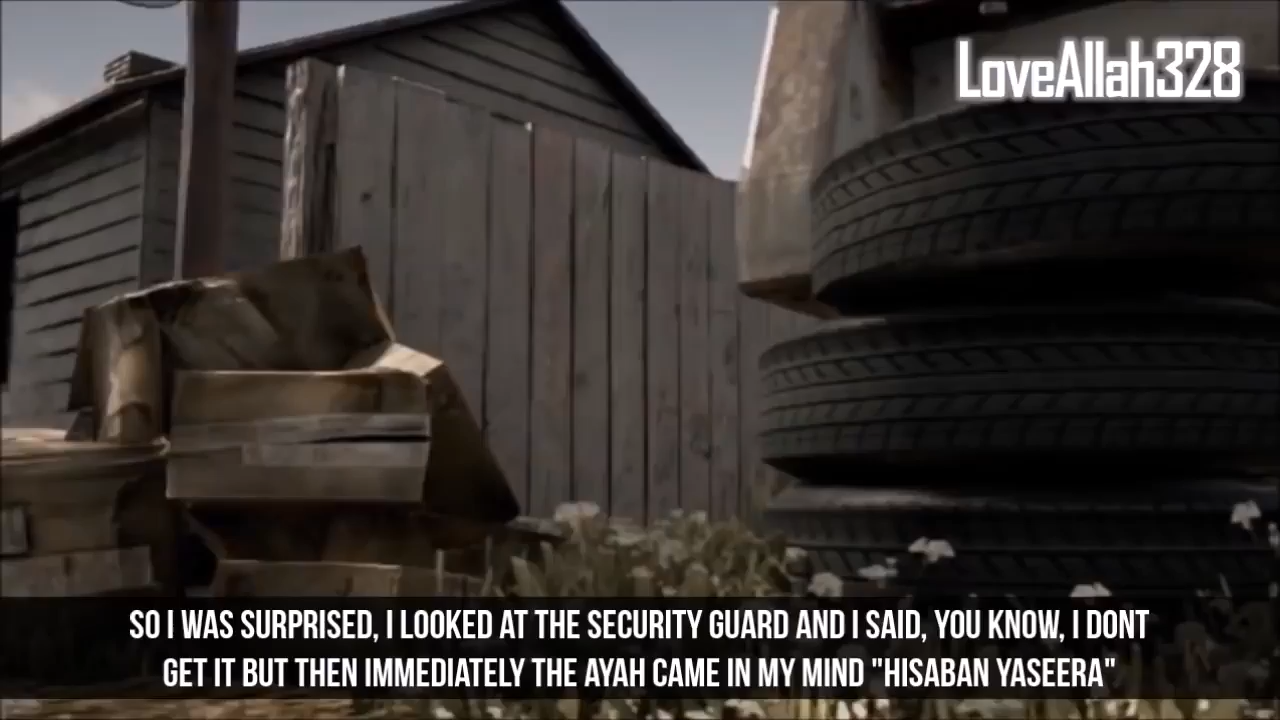 LoveAllah328
SO I WAS SURPRISED, I LOOKED AT THE SECURITY GUARD AND I SAID, YOU KNOW, I DONT
GET IT BUT THEN IMMEDIATELY THE AYAH CAME IN MY MIND "HISABAN YASEERA"